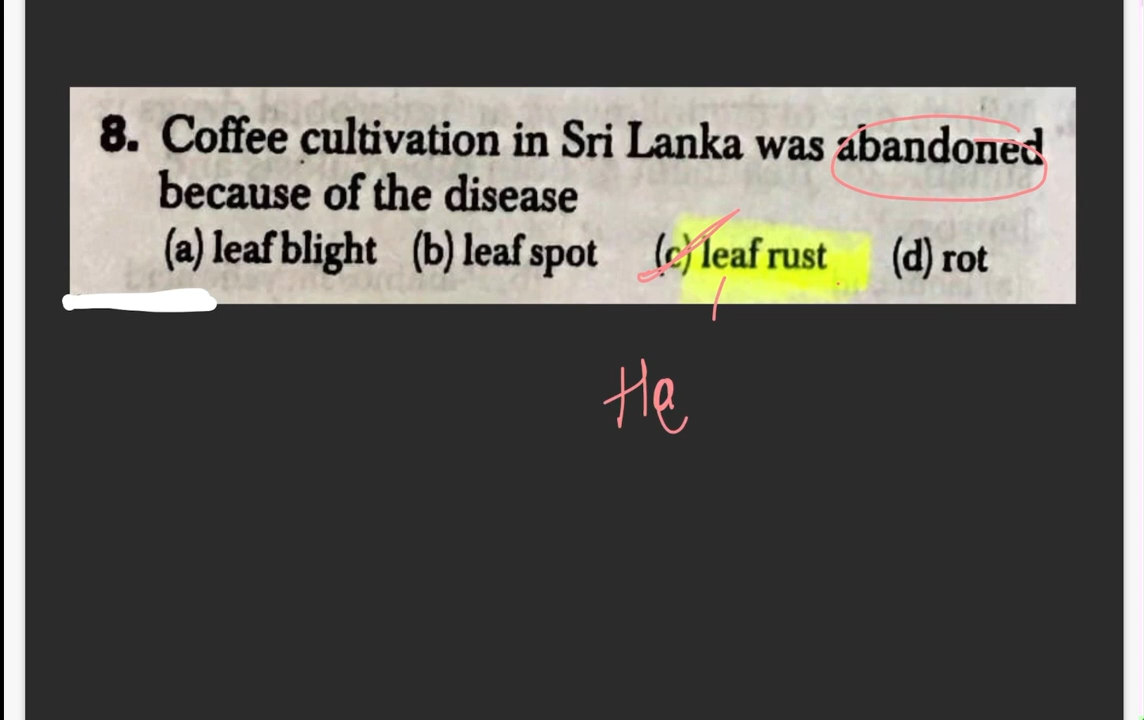 8. Coffee cultivation in Sri Lanka was abandoned
because of the disease
(a) leaf blight (b) leaf spot (c) leaf rust (d) rot
He